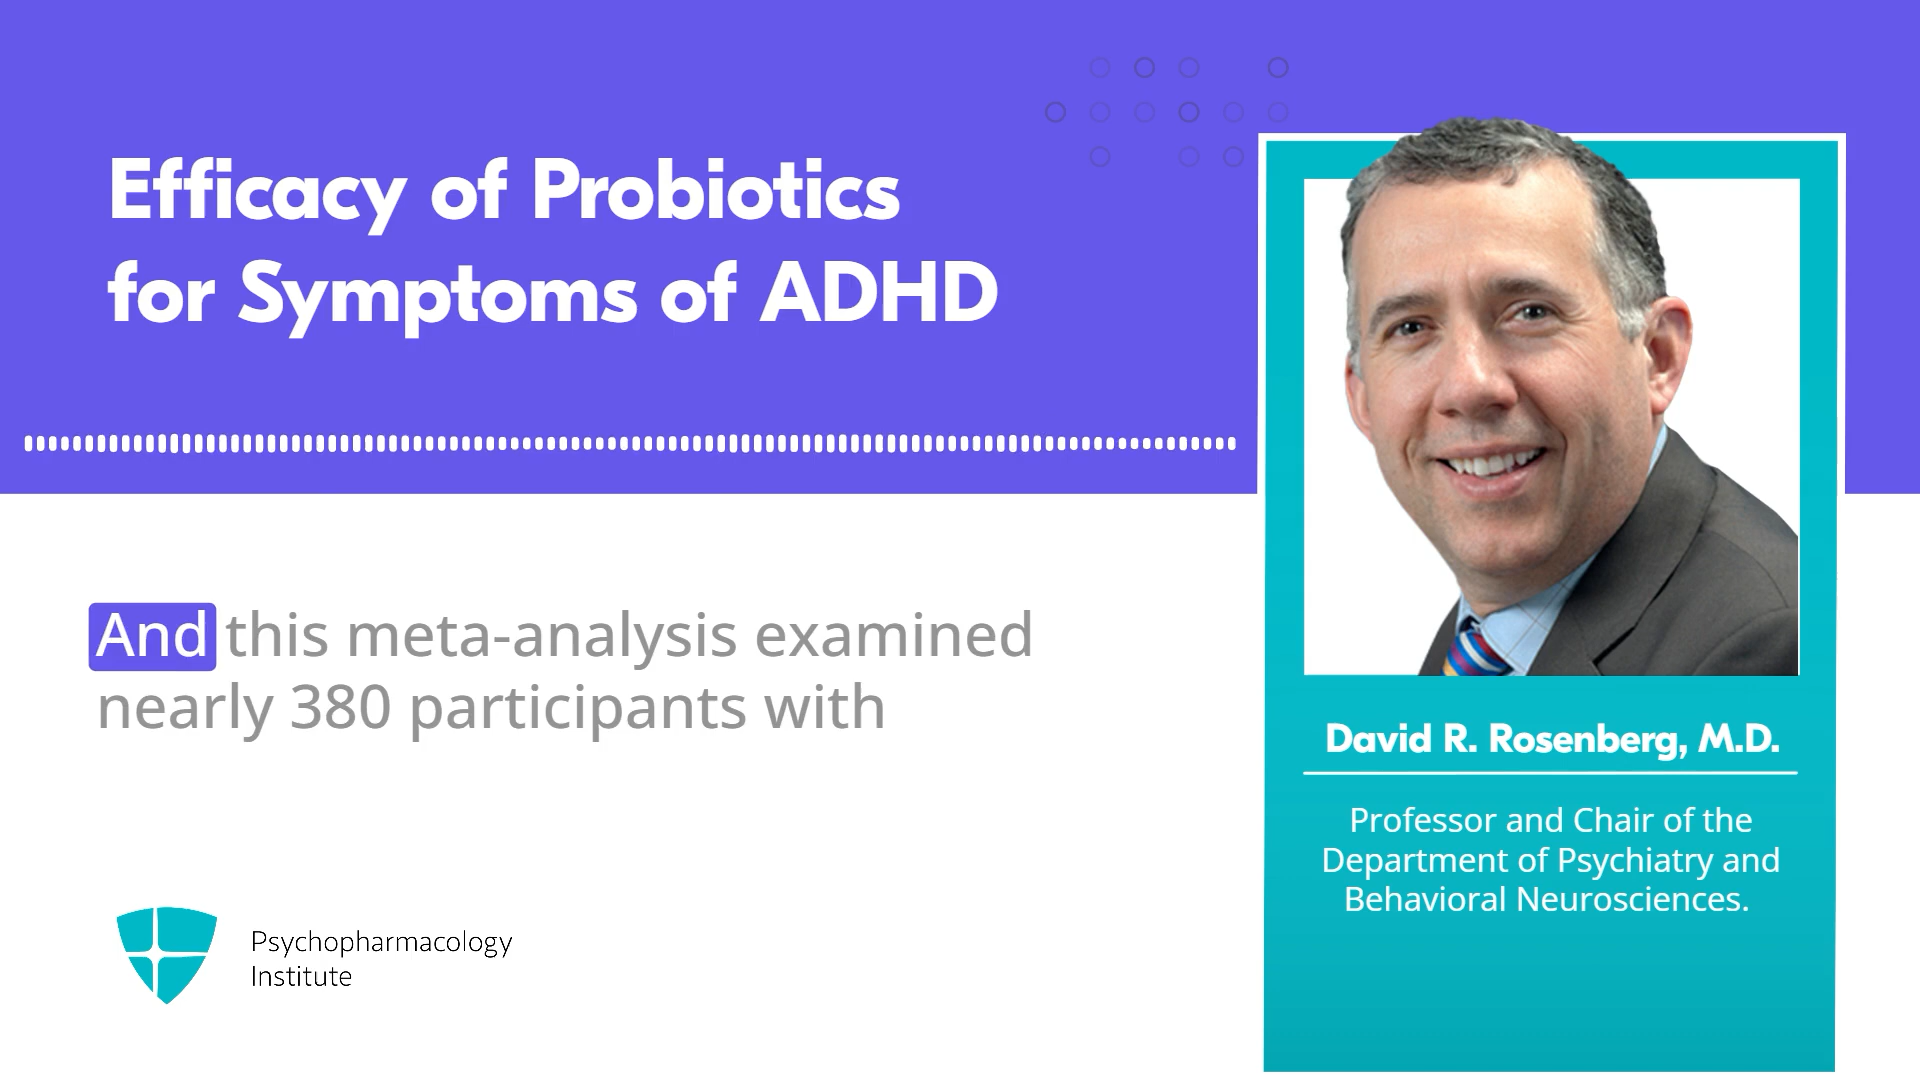 Efficacy of Probiotics
for Symptoms of ADHD
And this meta-analysis examined
nearly 380 participants with
Psychopharmacology
Institute
David R. Rosenberg, M.D.
Professor and Chair of the
Department of Psychiatry and
Behavioral Neurosciences.